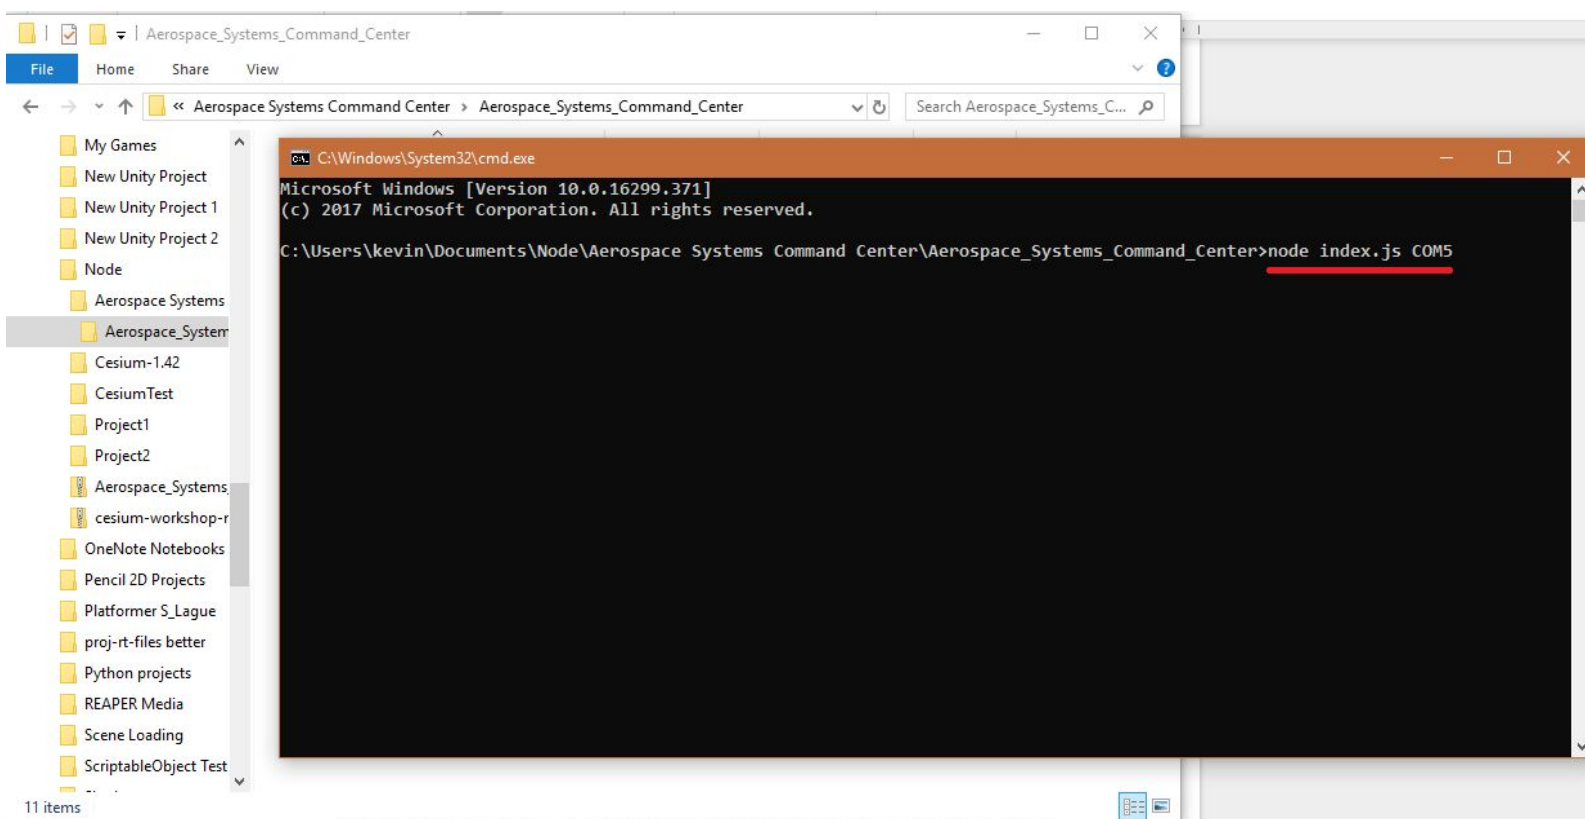 Aerospace_Systems_Command_Center
File Home Share View
« Aerospace Systems Command Center > Aerospace_Systems_Command_Center
Search Aerospace_Systems_C...
My Games
New Unity Project
New Unity Project 1
New Unity Project 2
Node
Aerospace Systems
Aerospace_System
Cesium-1.42
CesiumTest
Project1
Project2
Aerospace_Systems_
cesium-workshop-r
OneNote Notebooks
Pencil 2D Projects
Platformer S_Lague
proj-rt-files better
Python projects
REAPER Media
Scene Loading
ScriptableObject Test
11 items
C:\Windows\System32\cmd.exe
Microsoft Windows [Version 10.0.16299.371]
(c) 2017 Microsoft Corporation. All rights reserved.
C:\Users\kevin\Documents\Node\Aerospace Systems Command Center\Aerospace_Systems_Command_Center>node index.js COM5